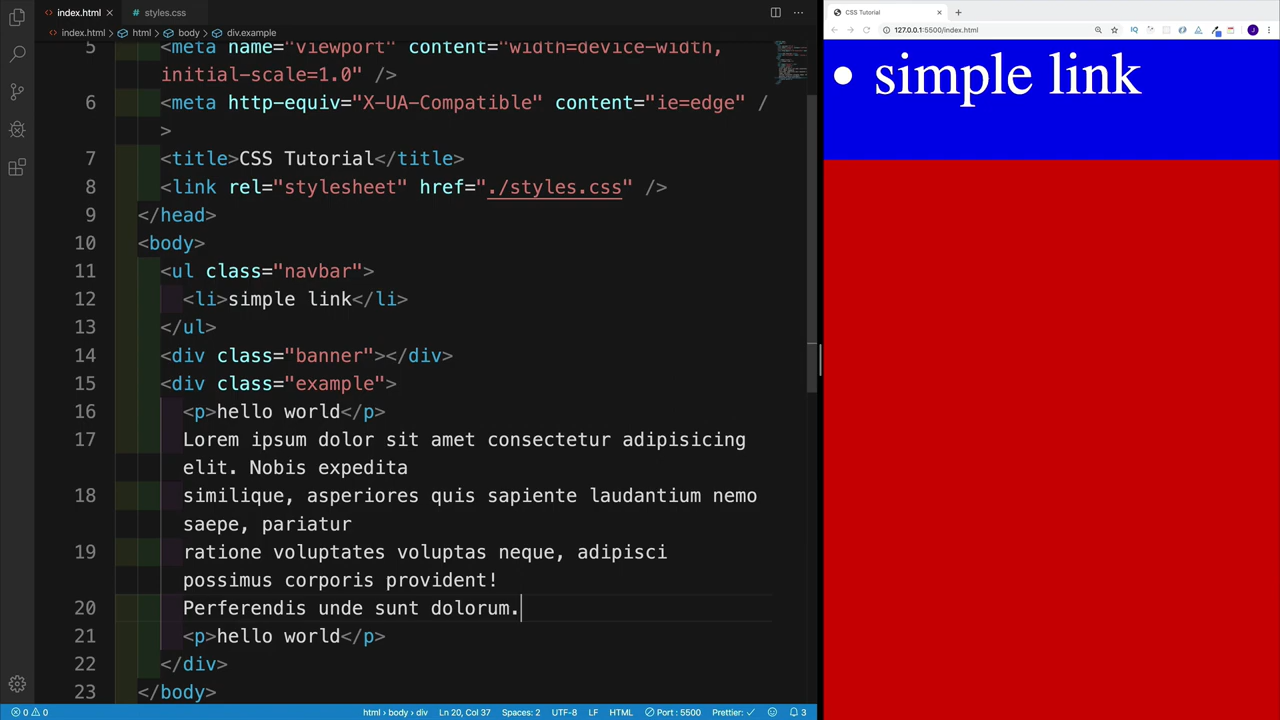 index.html
styles.css
index.html
html
body
div.example
5 <meta name="viewport" content="width=device-width,
initial-scale=1.0" />
6 <meta http-equiv="X-UA-Compatible" content="ie=edge" /
>
7 <title>CSS Tutorial</title>
8 <link rel="stylesheet" href="./styles.css" />
9 </head>
10 <body>
11 <ul class="navbar">
12 <li>simple link</li>
13 </ul>
14 <div class="banner"></div>
15 <div class="example">
16 <p>hello world</p>
17 Lorem ipsum dolor sit amet consectetur adipisicing
elit. Nobis expedita
18 similique, asperiores quis sapiente laudantium nemo
saepe, pariatur
19 ratione voluptates voluptas neque, adipisci
possimus corporis provident!
20 Perferendis unde sunt dolorum.
21 <p>hello world</p>
22 </div>
23 </body>
0 0
html › body › div
Ln 20, Col 37
Spaces: 2
UTF-8
LF
HTML
Port : 5500
Prettier: ✓
3
CSS Tutorial
127.0.0.1:5500/index.html
IQ
J
• simple link